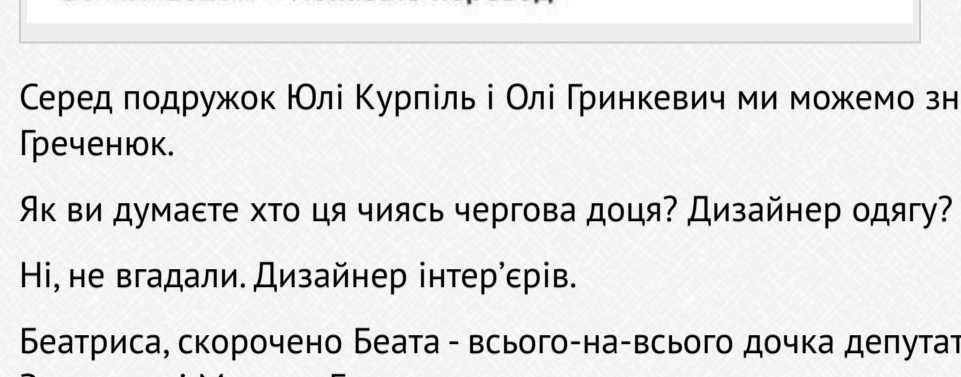 Серед подружок Юлі Курпіль і Олі Гринкевич ми можемо зн
Греченюк.
Як ви думаєте хто ця чиясь чергова доця? Дизайнер одягу?
Ні, не вгадали. Дизайнер інтер’єрів.
Беатриса, скорочено Беата - всього-на-всього дочка депутат